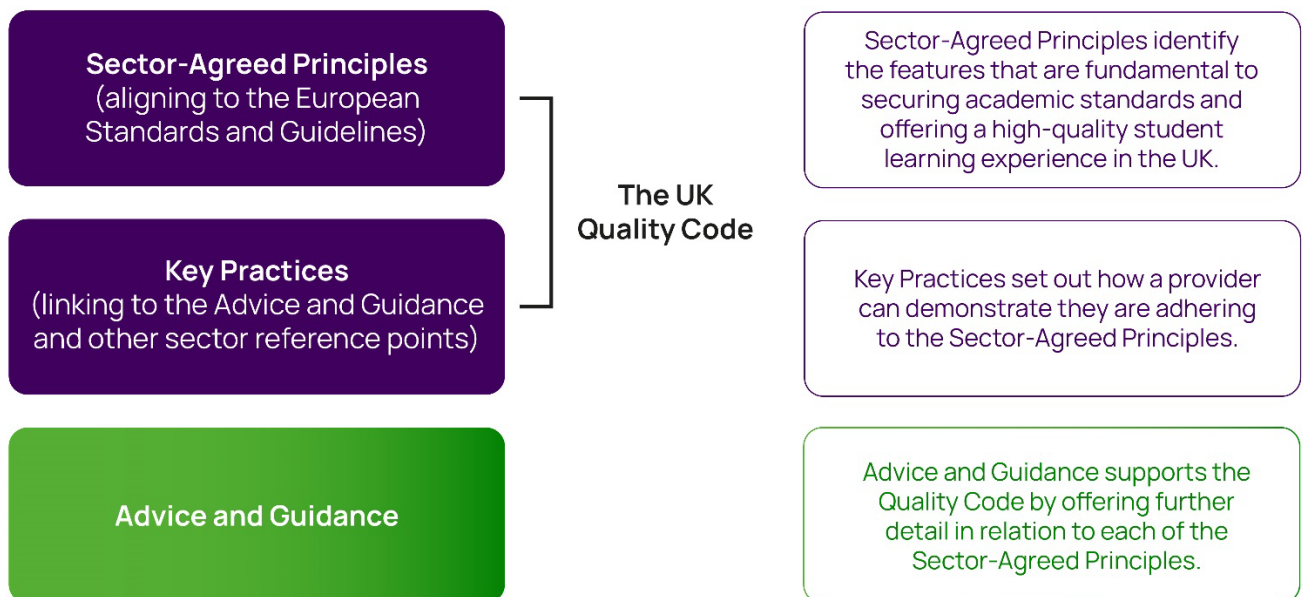 Sector-Agreed Principles
(aligning to the European
Standards and Guidelines)
Sector-Agreed Principles identify
the features that are fundamental to
securing academic standards and
offering a high-quality student
learning experience in the UK.
The UK
Quality Code
Key Practices
(linking to the Advice and Guidance
and other sector reference points)
Key Practices set out how a provider
can demonstrate they are adhering
to the Sector-Agreed Principles.
Advice and Guidance
Advice and Guidance supports the
Quality Code by offering further
detail in relation to each of the
Sector-Agreed Principles.